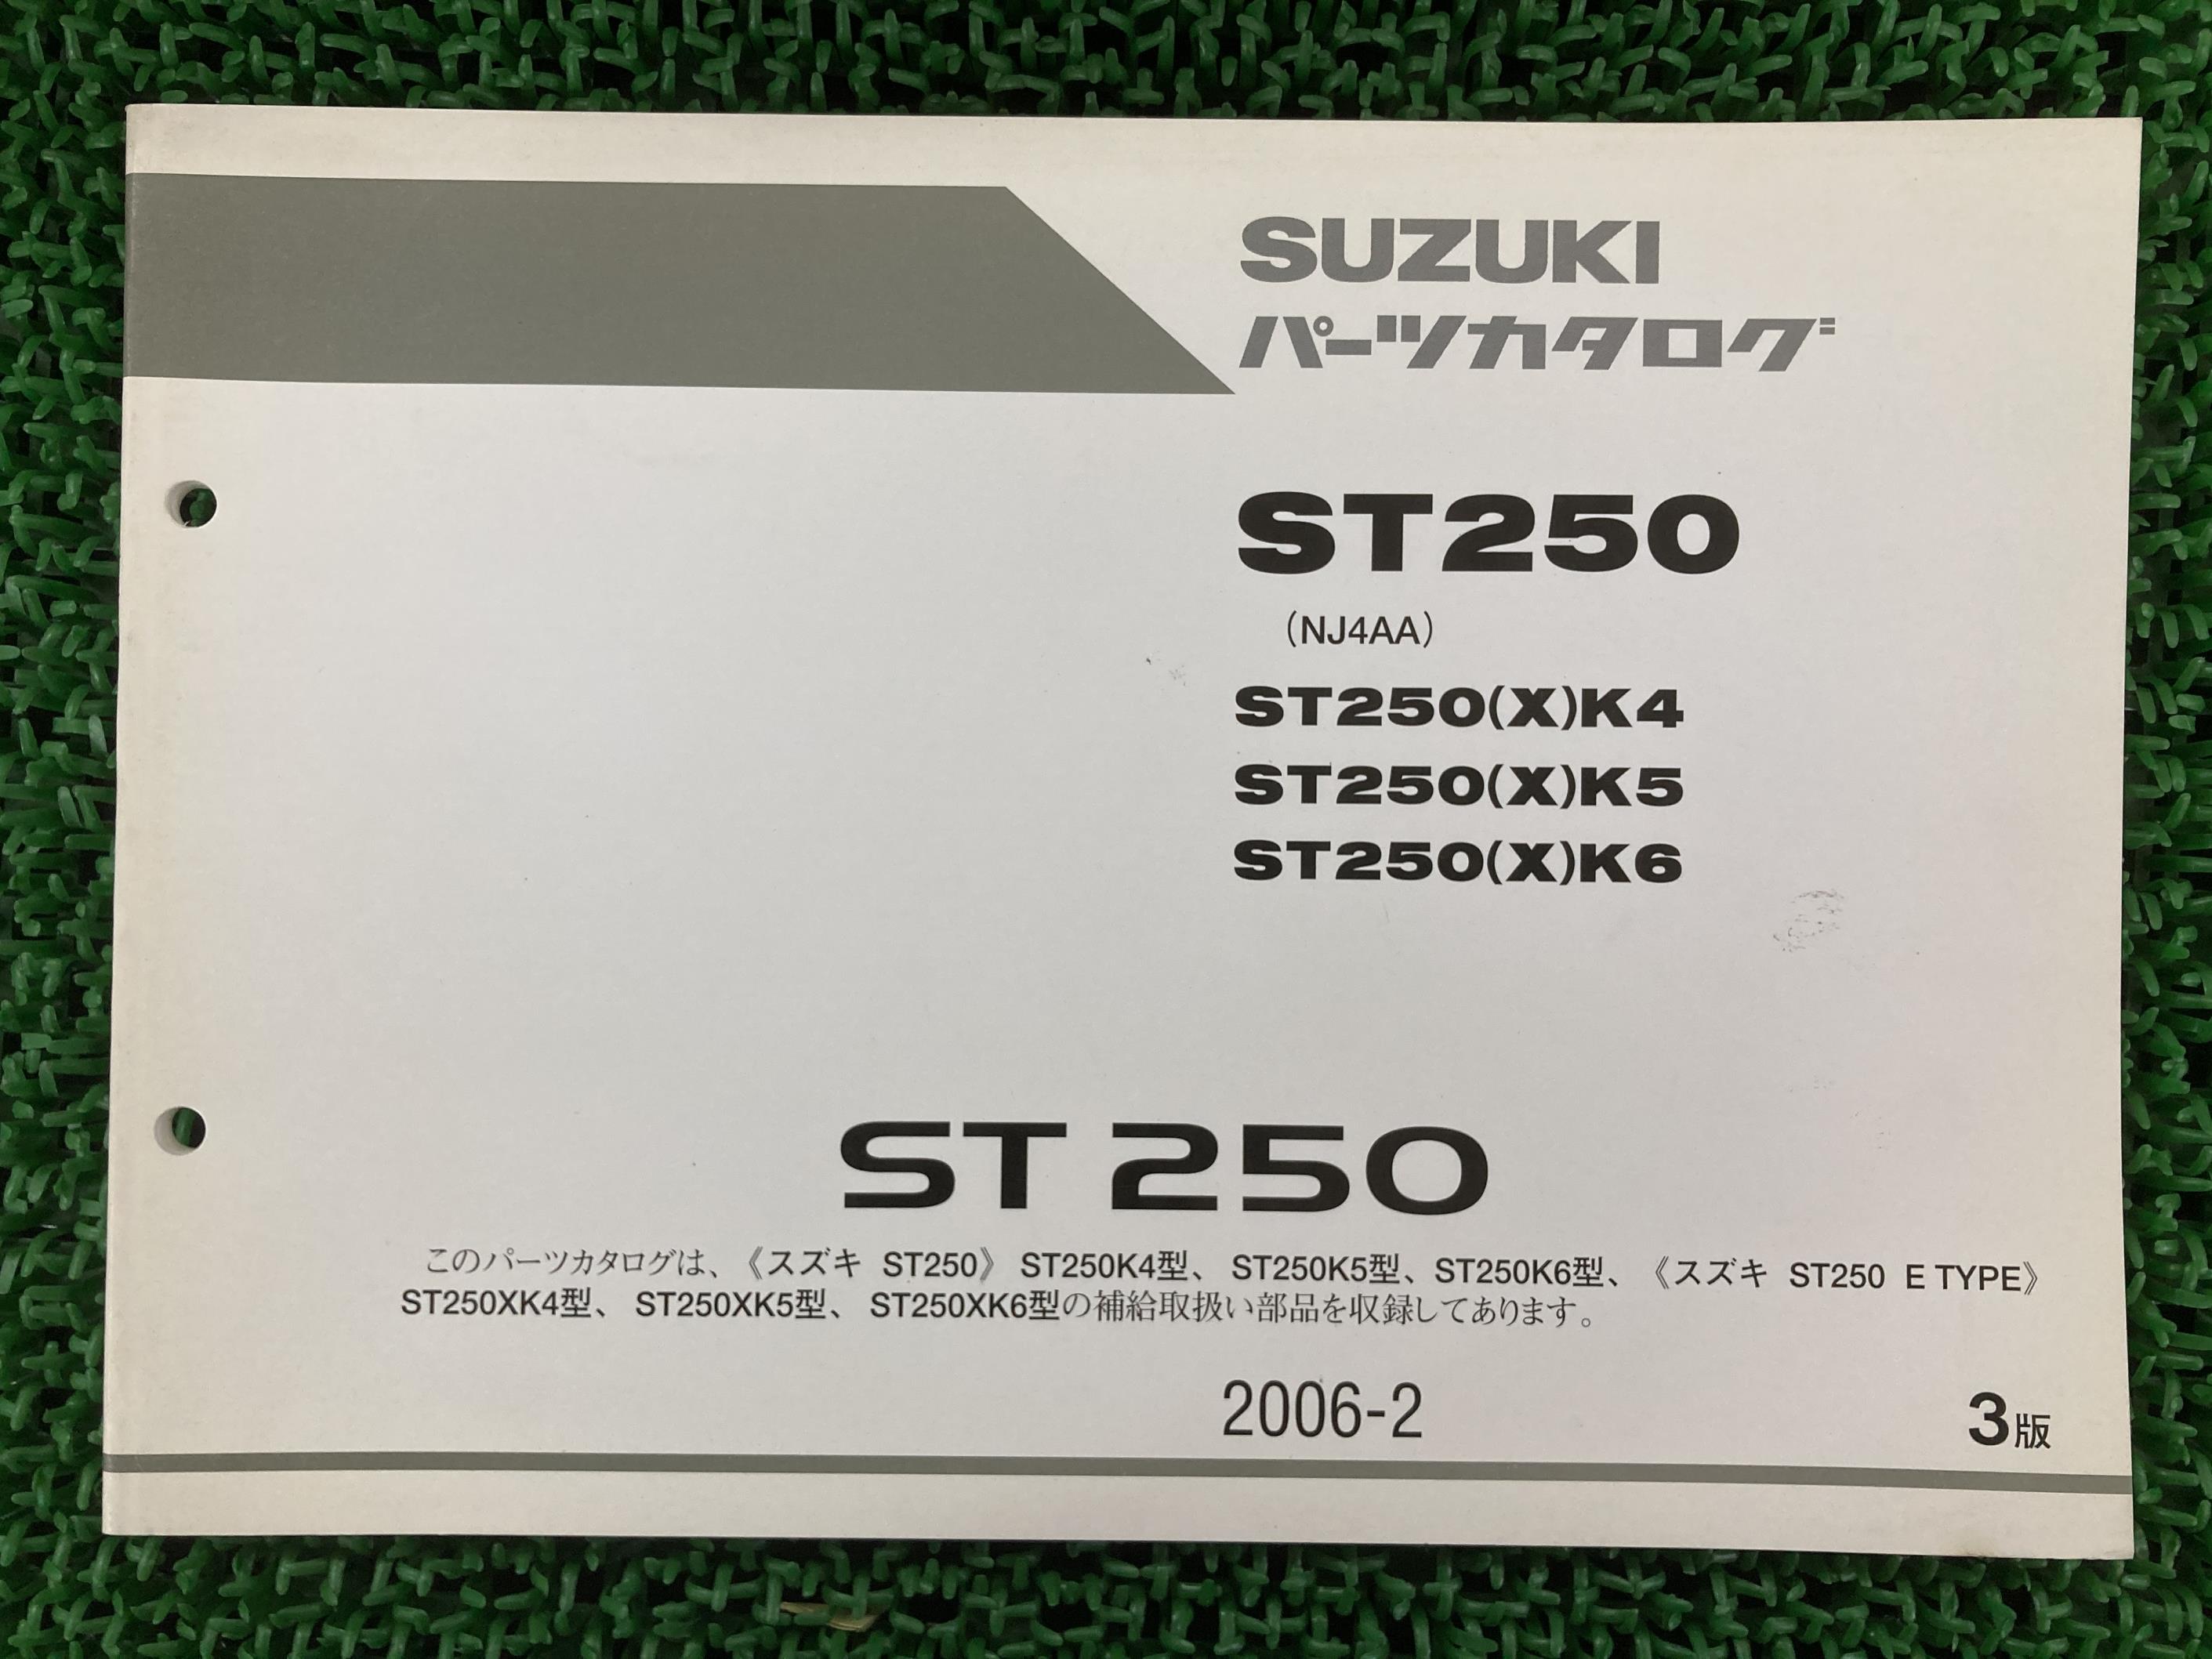 SUZUKI
パーツカタログ
ST250
(NJ4AA)
ST250(X)K4
ST250(X)K5
ST250(X)K6
ST 250
このパーツカタログは、《スズキ ST250》 ST250K4型、 ST250K5型、ST250K6型、《スズキ ST250 E TYPE》
ST250XK4型、 ST250XK5型、 ST250XK6型の補給取扱い部品を収録してあります。
2006-2
3版